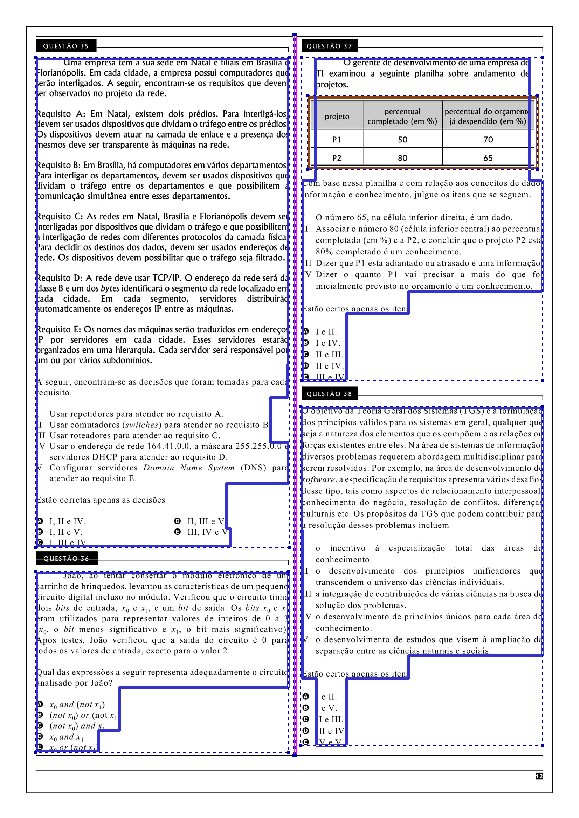 QUESTÃO 35
Uma empresa tem a sua sede em Natal e filiais em Brasília e
Florianópolis. Em cada cidade, a empresa possui computadores que
serão interligados. A seguir, encontram-se os requisitos que devem
ser observados no projeto da rede.
Requisito A: Em Natal, existem dois prédios. Para interligá-los,
devem ser usados dispositivos que dividam o tráfego entre os prédios.
Os dispositivos devem atuar na camada de enlace e a presença dos
mesmos deve ser transparente às máquinas na rede.
Requisito B: Em Brasília, há computadores em vários departamentos.
Para interligar os departamentos, devem ser usados dispositivos que
dividam o tráfego entre os departamentos e que possibilitem a
comunicação simultânea entre esses departamentos.
Requisito C: As redes em Natal, Brasília e Florianópolis devem ser
interligadas por dispositivos que dividam o tráfego e que possibilitem
a interligação de redes com diferentes protocolos da camada física.
Para decidir os destinos dos dados, devem ser usados endereços de
rede. Os dispositivos devem possibilitar que o tráfego seja filtrado.
Requisito D: A rede deve usar TCP/IP. O endereço da rede será da
classe B e um dos bytes identificará o segmento da rede localizado em
cada cidade. Em cada segmento, servidores distribuirão
automaticamente os endereços IP entre as máquinas.
Requisito E: Os nomes das máquinas serão traduzidos em endereços
IP por servidores em cada cidade. Esses servidores estarão
organizados em uma hierarquia. Cada servidor será responsável por
um ou por vários subdomínios.
A seguir, encontram-se as decisões que foram tomadas para cada
requisito.
Usar repetidores para atender ao requisito A.
II Usar comutadores (switches) para atender ao requisito B.
III Usar roteadores para atender ao requisito C.
IV Usar o endereço de rede 164.41.0.0, a máscara 255.255.0.0 e
servidores DHCP para atender ao requisito D.
V Configurar servidores Domain Name System (DNS) para
atender ao requisito E.
Estão corretas apenas as decisões
A I, II e IV. D II, III e V.
B I, II e V. E III, IV e V.
C I, III e IV.
QUESTÃO 36
João, ao tentar consertar o módulo eletrônico de um
carrinho de brinquedos, levantou as características de um pequeno
circuito digital incluso no módulo. Verificou que o circuito tinha
dois bits de entrada, x0 e x1, e um bit de saída. Os bits x0 e x1
eram utilizados para representar valores de inteiros de 0 a 3
(x0, o bit menos significativo e x1, o bit mais significativo).
Após testes, João verificou que a saída do circuito é 0 para
todos os valores de entrada, exceto para o valor 2.
Qual das expressões a seguir representa adequadamente o circuito
analisado por João?
A x0 and (not x1)
B (not x0) or (not x1)
C (not x0) and x1
D x0 and x1
E x0 or (not x1)
QUESTÃO 37
O gerente de desenvolvimento de uma empresa de
TI examinou a seguinte planilha sobre andamento de
projetos.
projeto percentual completado (em %) percentual do orçamento já despendido (em %)
P1 50 70
P2 80 65
Com base nessa planilha e com relação aos conceitos de dado,
informação e conhecimento, julgue os itens que se seguem.
O número 65, na célula inferior direita, é um dado.
II Associar o número 80 (célula inferior central) ao percentual
completado (em %) e a P2, e concluir que o projeto P2 está
80% completado é um conhecimento.
III Dizer que P1 está adiantado ou atrasado é uma informação.
IV Dizer o quanto P1 vai precisar a mais do que foi
inicialmente previsto no orçamento é um conhecimento.
Estão certos apenas os itens
A I e II.
B I e IV.
C II e III.
D II e IV.
E III e IV.
QUESTÃO 38
O objetivo da Teoria Geral dos Sistemas (TGS) é a formulação
dos princípios válidos para os sistemas em geral, qualquer que
seja a natureza dos elementos que os compõem e as relações ou
forças existentes entre eles. Na área de sistemas de informação,
diversos problemas requerem abordagem multidisciplinar para
serem resolvidos. Por exemplo, na área de desenvolvimento de
software, a especificação de requisitos apresenta vários desafios
desse tipo, tais como aspectos de relacionamento interpessoal,
conhecimento do negócio, resolução de conflitos, diferenças
culturais etc. Os propósitos da TGS que podem contribuir para
a resolução desses problemas incluem
o incentivo à especialização total das áreas do
conhecimento.
II o desenvolvimento dos princípios unificadores que
transcendem o universo das ciências individuais.
III a integração de contribuições de várias ciências na busca de
solução dos problemas.
IV o desenvolvimento de princípios únicos para cada área do
conhecimento.
V o desenvolvimento de estudos que visem à ampliação da
separação entre as ciências naturais e sociais.
Estão certos apenas os itens
A I e II.
B I e V.
C II e III.
D III e IV.
E IV e V.